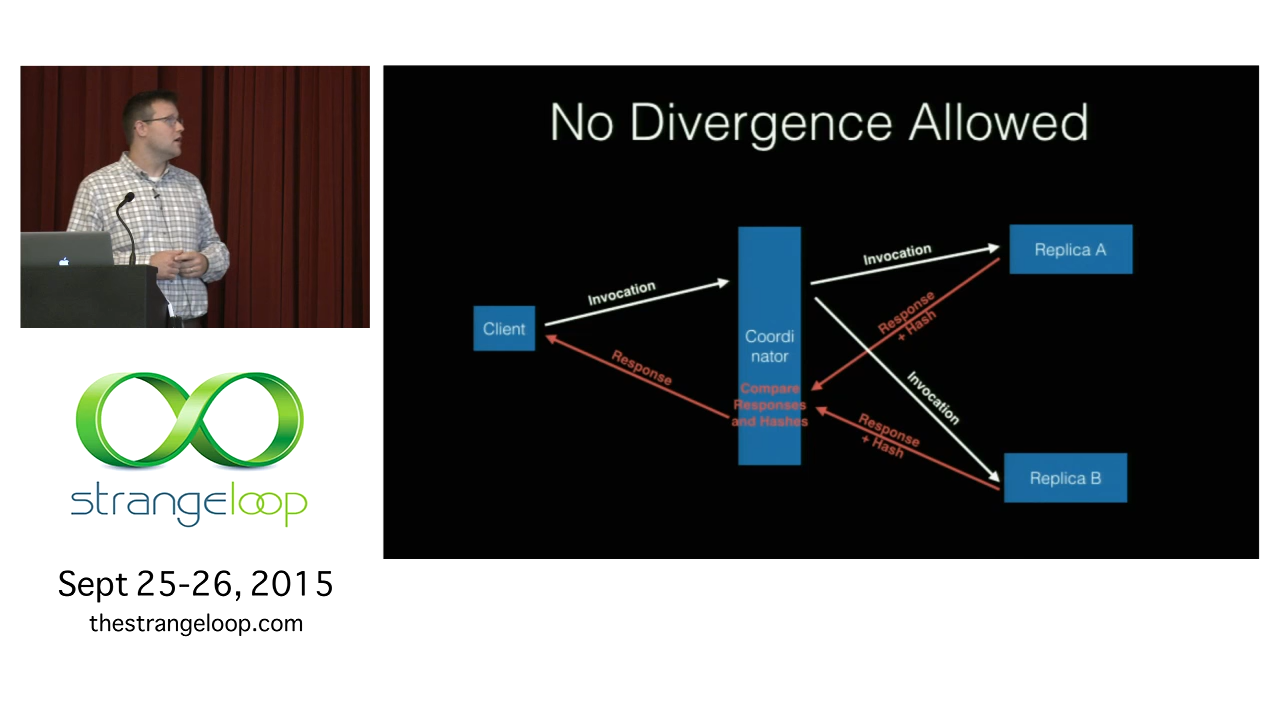 No Divergence Allowed
Invocation
Replica A
Invocation
Response
+ Hash
Client
Coordi
nator
Response
Compare
Responses
and Hashes
Invocation
Response
+ Hash
Replica B
strangeloop
Sept 25-26, 2015
thestrangeloop.com